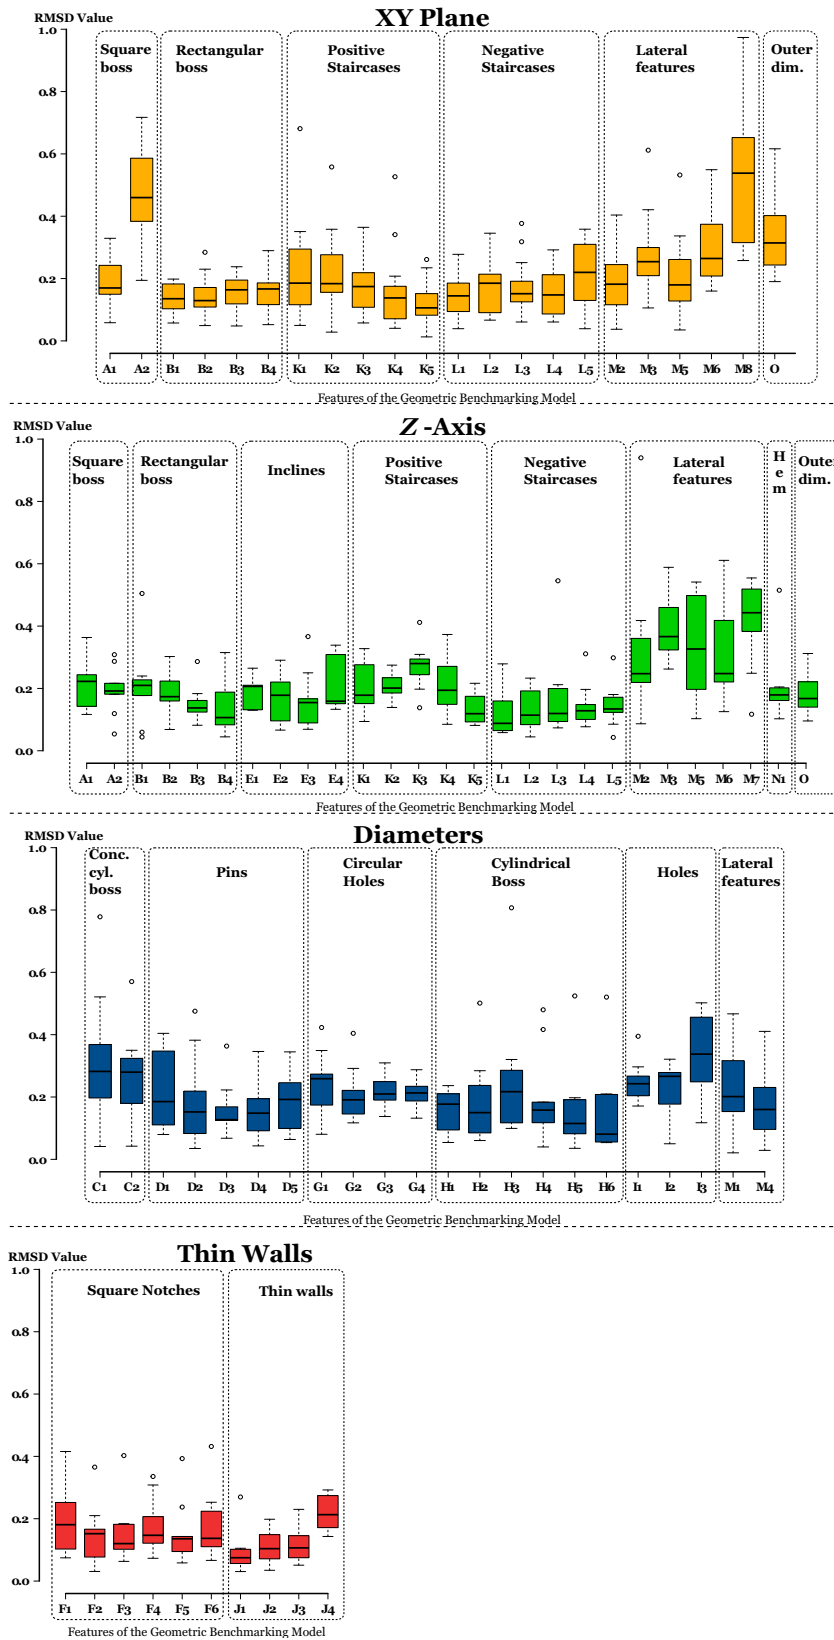 XY Plane
RMSD Value
Square boss
Rectangular boss
Positive Staircases
Negative Staircases
Lateral features
Outer dim.
1.0
0.8
0.6
0.4
0.2
0.0
A1 A2 B1 B2 B3 B4 K1 K2 K3 K4 K5 L1 L2 L3 L4 L5 M2 M3 M5 M6 M8 O
Features of the Geometric Benchmarking Model
Z -Axis
RMSD Value
Square boss
Rectangular boss
Inclines
Positive Staircases
Negative Staircases
Lateral features
H e m
Oute dim.
1.0
0.8
0.6
0.4
0.2
0.0
A1 A2 B1 B2 B3 B4 E1 E2 E3 E4 K1 K2 K3 K4 K5 L1 L2 L3 L4 L5 M2 M3 M5 M6 M7 N1 O
Features of the Geometric Benchmarking Model
Diameters
RMSD Value
Conc. cyl. boss
Pins
Circular Holes
Cylindrical Boss
Holes
Lateral features
1.0
0.8
0.6
0.4
0.2
0.0
C1 C2 D1 D2 D3 D4 D5 G1 G2 G3 G4 H1 H2 H3 H4 H5 H6 I1 I2 I3 M1 M4
Features of the Geometric Benchmarking Model
Thin Walls
RMSD Value
Square Notches
Thin walls
1.0
0.8
0.6
0.4
0.2
0.0
F1 F2 F3 F4 F5 F6 J1 J2 J3 J4
Features of the Geometric Benchmarking Model